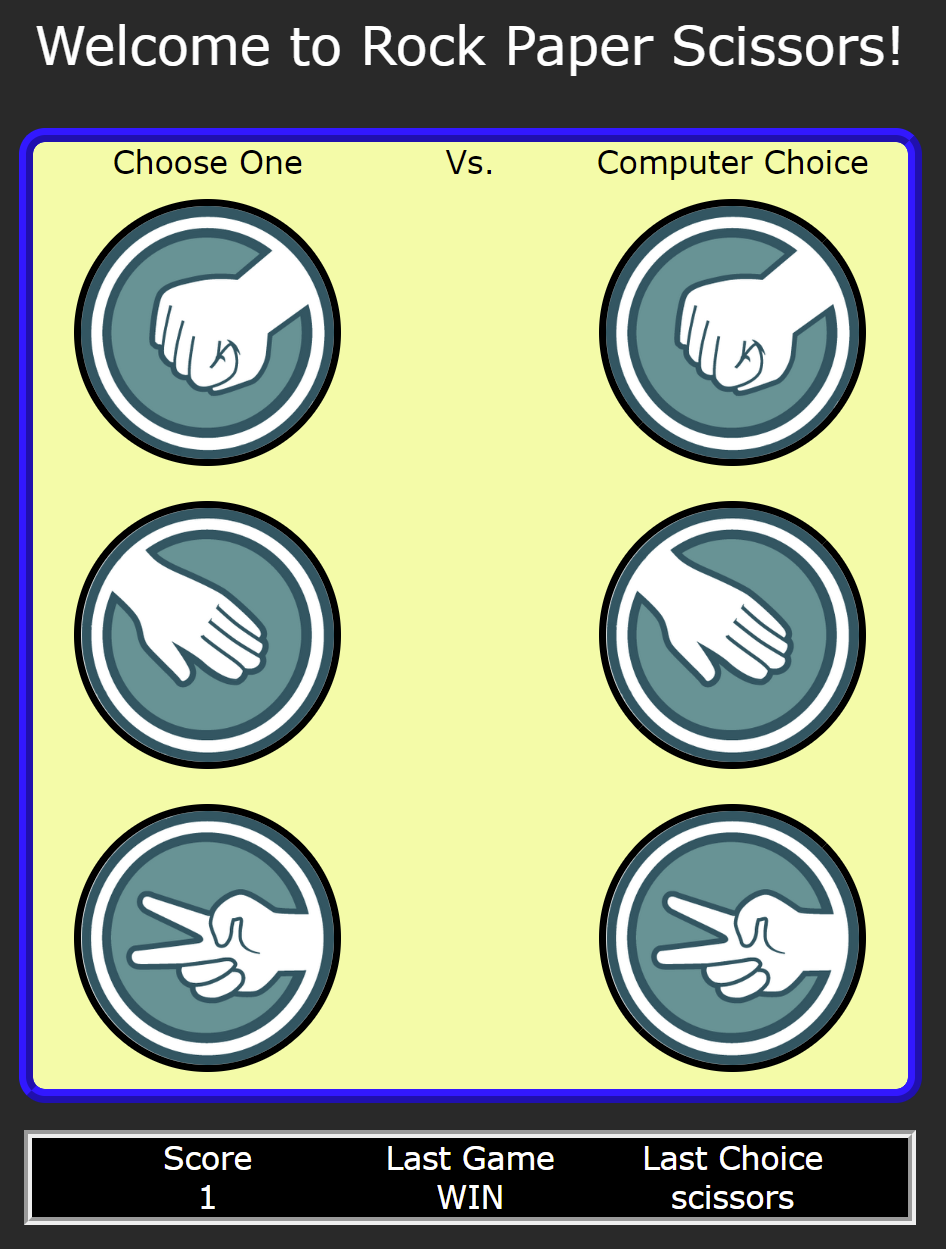 Welcome to Rock Paper Scissors!
Choose One Vs. Computer Choice
Score Last Game Last Choice
1 WIN scissors